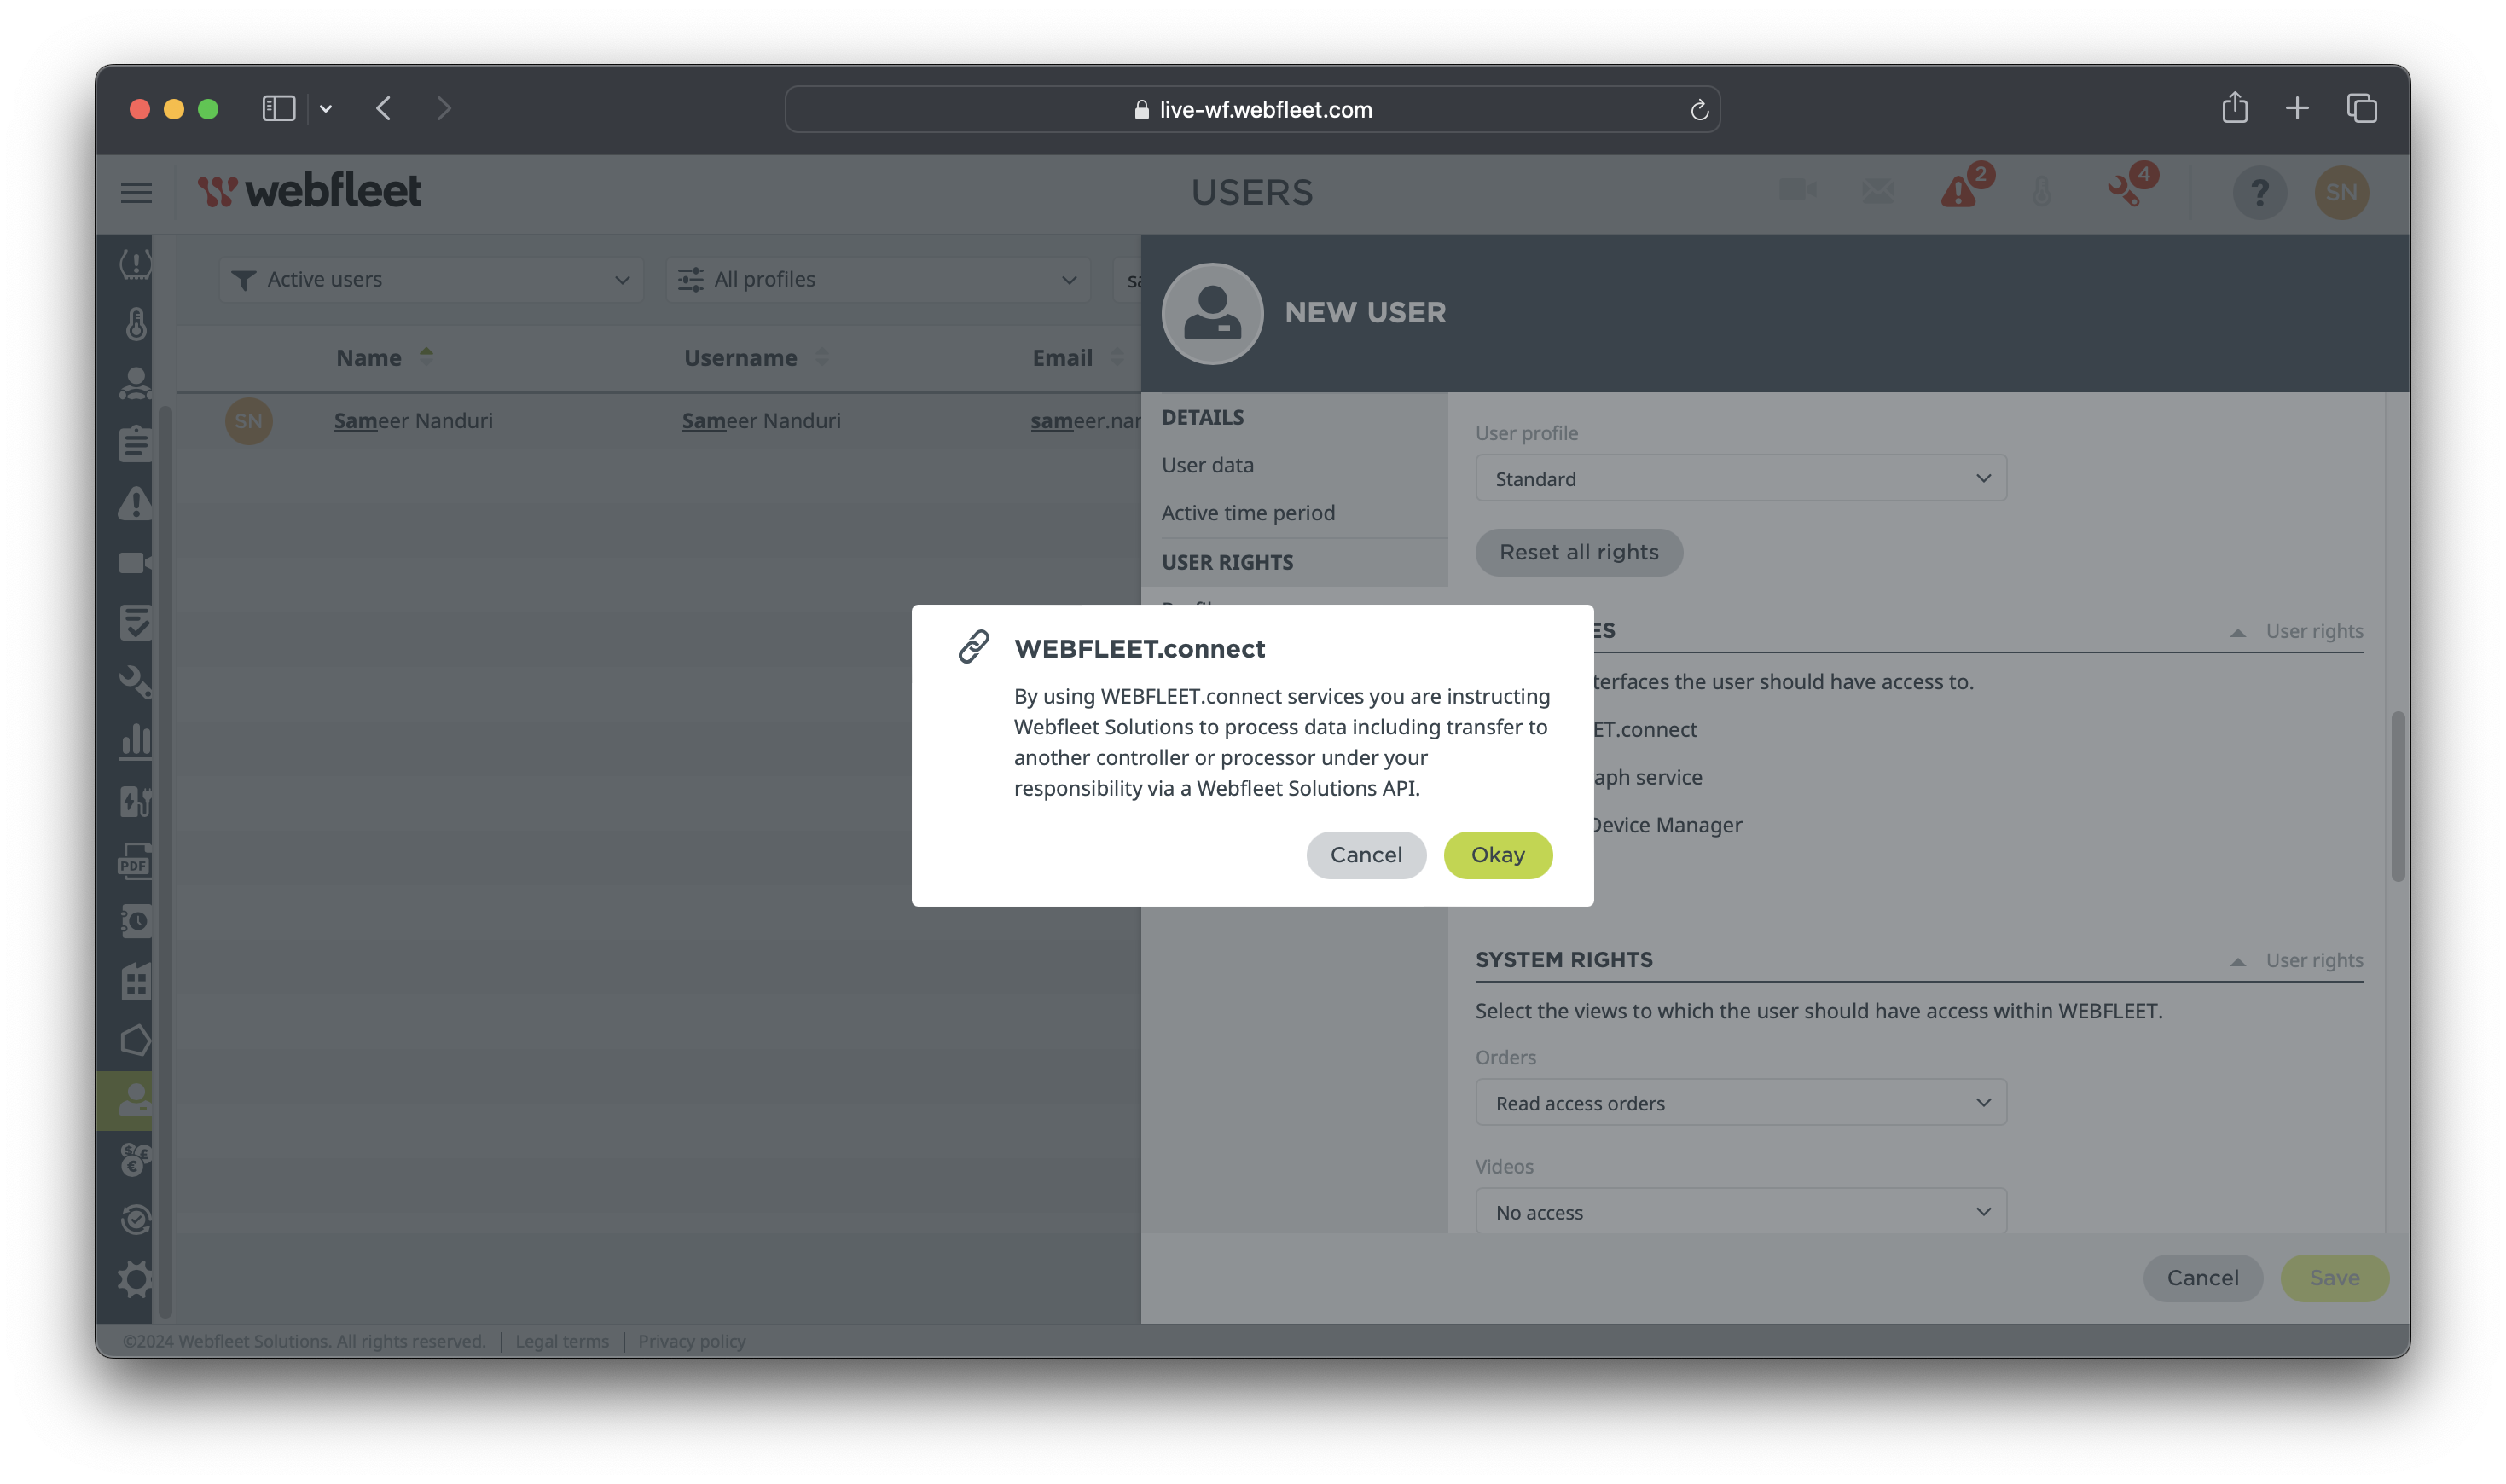 live-wf.webfleet.com
webfleet
USERS
2
4
?
SN
Active users
All profiles
Name
Username
Email
SN
Sameer Nanduri
Sameer Nanduri
sameer.nar
NEW USER
DETAILS
User data
Active time period
USER RIGHTS
User profile
Standard
Reset all rights
ES
User rights
terfaces the user should have access to.
ET.connect
aph service
Device Manager
WEBFLEET.connect
By using WEBFLEET.connect services you are instructing
Webfleet Solutions to process data including transfer to
another controller or processor under your
responsibility via a Webfleet Solutions API.
Cancel
Okay
SYSTEM RIGHTS
User rights
Select the views to which the user should have access within WEBFLEET.
Orders
Read access orders
Videos
No access
Cancel
Save
PDF
©2024 Webfleet Solutions. All rights reserved.
Legal terms
Privacy policy